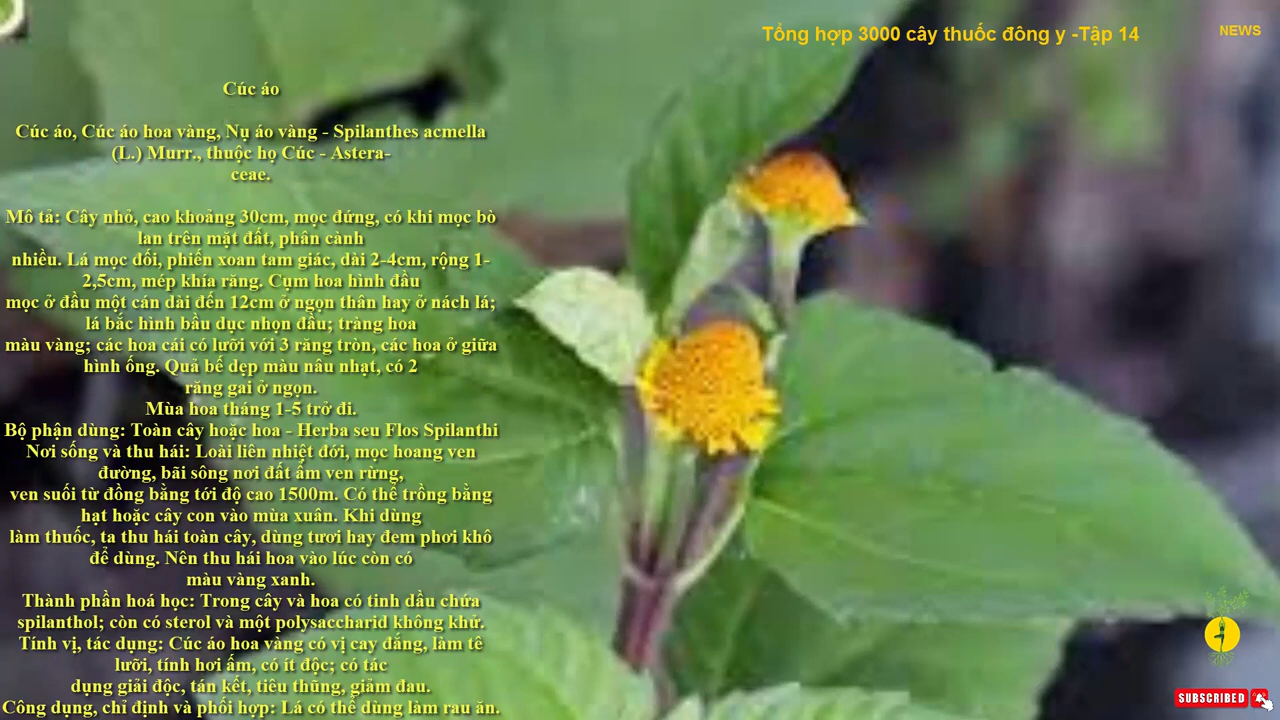 Tổng hợp 3000 cây thuốc đông y -Tập 14
NEWS
Cúc áo
Cúc áo, Cúc áo hoa vàng, Nụ áo vàng - Spilanthes acmella
(L.) Murr., thuộc họ Cúc - Astera-
ceae.
Mô tả: Cây nhỏ, cao khoảng 30cm, mọc đứng, có khi mọc bò
lan trên mặt đất, phân cành
nhiều. Lá mọc đối, phiến xoan tam giác, dài 2-4cm, rộng 1-
2,5cm, mép khía răng. Cụm hoa hình đầu
mọc ở đầu một cán dài đến 12cm ở ngọn thân hay ở nách lá;
lá bắc hình bầu dục nhọn đầu; tràng hoa
màu vàng; các hoa cái có lưỡi với 3 răng tròn, các hoa ở giữa
hình ống. Quả bế dẹp màu nâu nhạt, có 2
răng gai ở ngọn.
Mùa hoa tháng 1-5 trở đi.
Bộ phận dùng: Toàn cây hoặc hoa - Herba seu Flos Spilanthi
Nơi sống và thu hái: Loài liên nhiệt dới, mọc hoang ven
đường, bãi sông nơi đất ẩm ven rừng,
ven suối từ đồng bằng tới độ cao 1500m. Có thể trồng bằng
hạt hoặc cây con vào mùa xuân. Khi dùng
làm thuốc, ta thu hái toàn cây, dùng tươi hay đem phơi khô
để dùng. Nên thu hái hoa vào lúc còn có
màu vàng xanh.
Thành phần hoá học: Trong cây và hoa có tinh dầu chứa
spilanthol; còn có sterol và một polysaccharid không khử.
Tính vị, tác dụng: Cúc áo hoa vàng có vị cay đắng, làm tê
lưỡi, tính hơi ấm, có ít độc; có tác
dụng giải độc, tán kết, tiêu thũng, giảm đau.
Công dụng, chỉ định và phối hợp: Lá có thể dùng làm rau ăn.
SUBSCRIBED